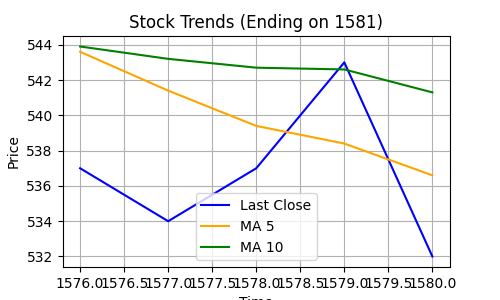 Stock Trends (Ending on 1581)
544
542
540
538
536
534
532
Price
Last Close
MA 5
MA 10
1576.0 1576.5 1577.0 1577.5 1578.0 1578.5 1579.0 1579.5 1580.0
Time